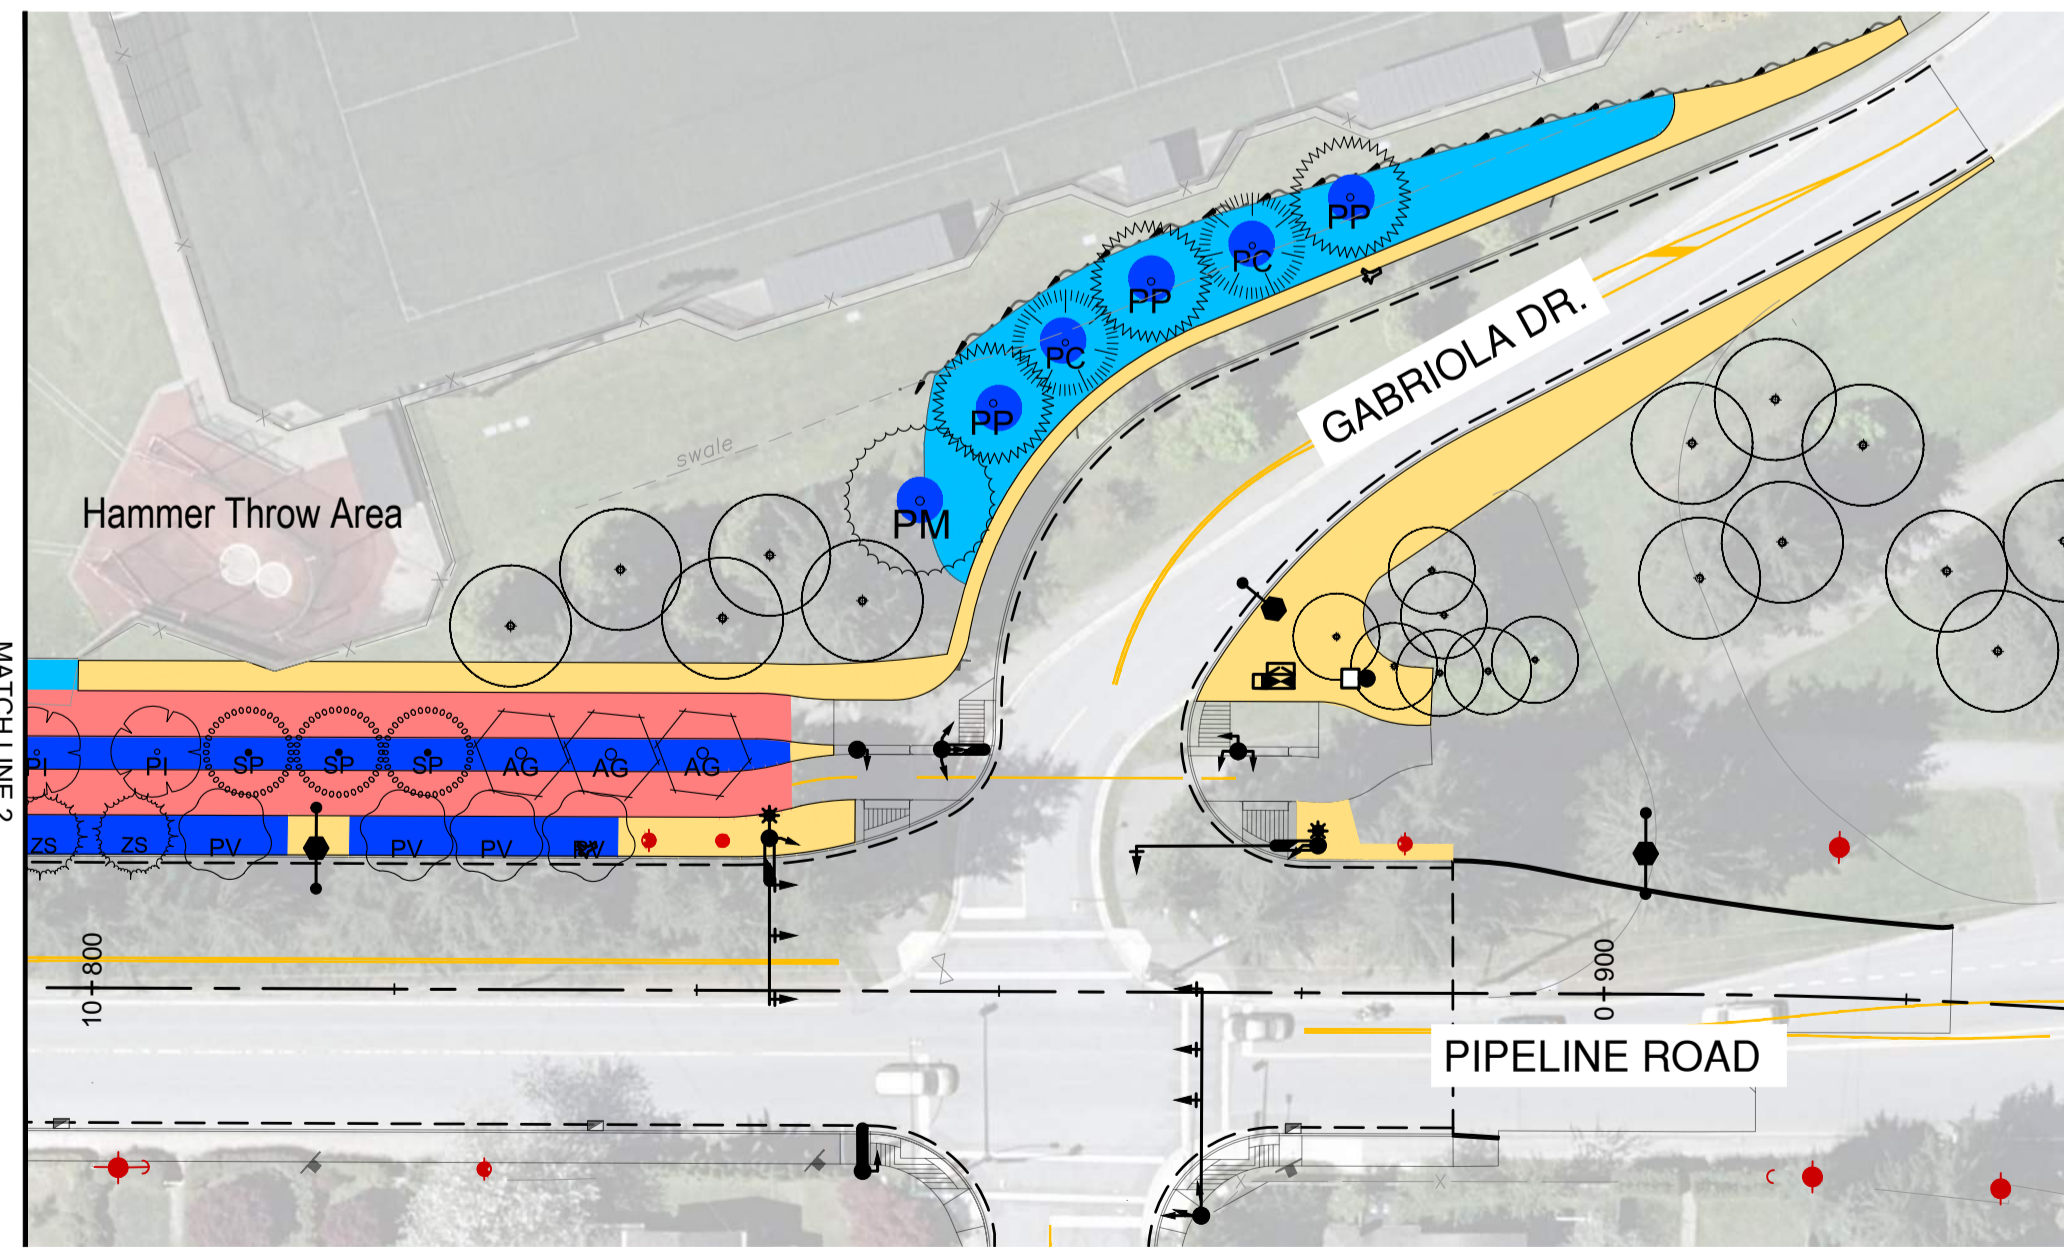 PP
PC
PP
PC
PP
PM
GABRIOLA DR.
swale
Hammer Throw Area
MATCH LINE 2
PI
PI
SP
SP
SP
AG
AG
AG
ZS
ZS
PV
PV
PV
10 800
0 900
PIPELINE ROAD